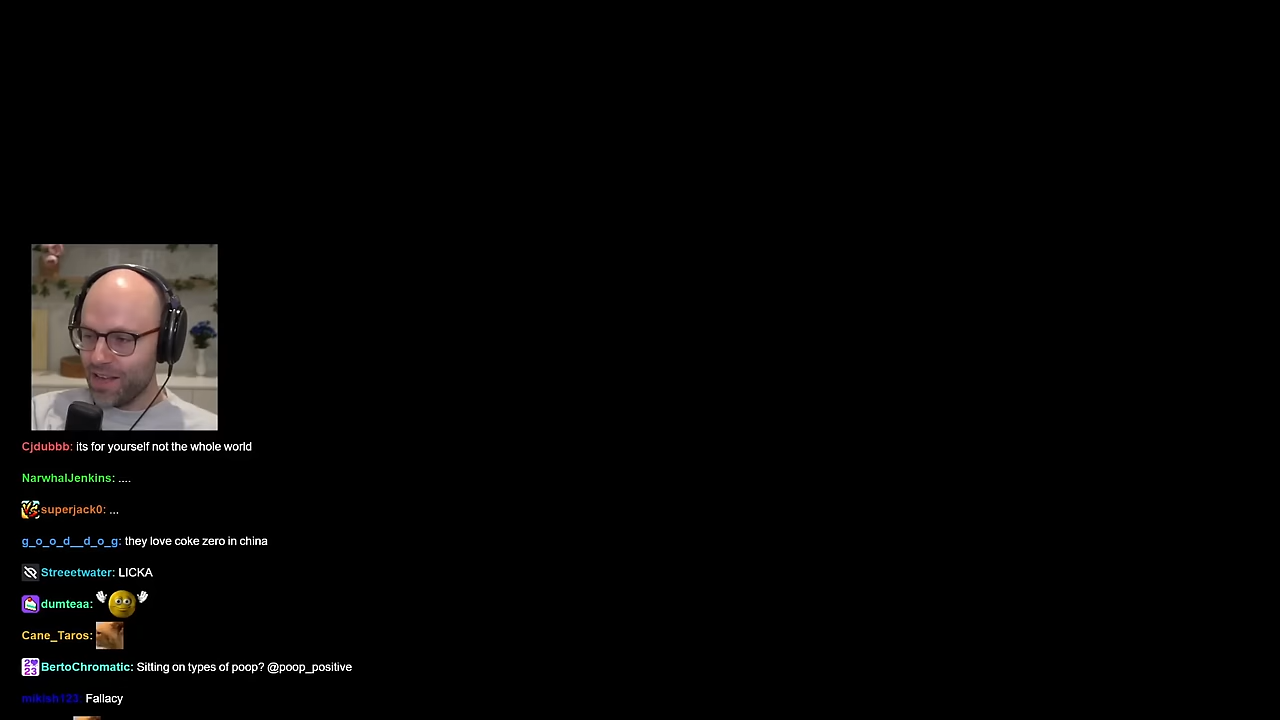 Cjdubbb: its for yourself not the whole world
NarwhalJenkins: ....
superjack0: ...
g_o_o_d__d_o_g: they love coke zero in china
Streeetwater: LICKA
dumteaa:
Cane_Taros:
BertoChromatic: Sitting on types of poop? @poop_positive
mikish123: Fallacy